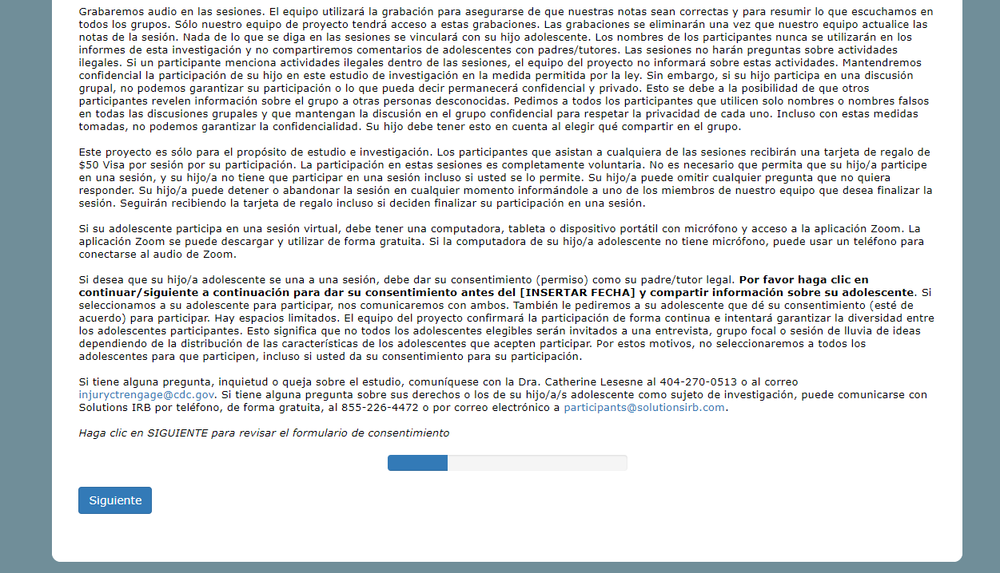 Grabaremos audio en las sesiones. El equipo utilizará la grabación para asegurarse de que nuestras notas sean correctas y para resumir lo que escuchamos en
todos los grupos. Sólo nuestro equipo de proyecto tendrá acceso a estas grabaciones. Las grabaciones se eliminarán una vez que nuestro equipo actualice las
notas de la sesión. Nada de lo que se diga en las sesiones se vinculará con su hijo adolescente. Los nombres de los participantes nunca se utilizarán en los
informes de esta investigación y no compartiremos comentarios de adolescentes con padres/tutores. Las sesiones no harán preguntas sobre actividades
ilegales. Si un participante menciona actividades ilegales dentro de las sesiones, el equipo del proyecto no informará sobre estas actividades. Mantendremos
confidencial la participación de su hijo en este estudio de investigación en la medida permitida por la ley. Sin embargo, si su hijo participa en una discusión
grupal, no podemos garantizar su participación o lo que pueda decir permanecerá confidencial y privado. Esto se debe a la posibilidad de que otros
participantes revelen información sobre el grupo a otras personas desconocidas. Pedimos a todos los participantes que utilicen solo nombres o nombres falsos
en todas las discusiones grupales y que mantengan la discusión en el grupo confidencial para respetar la privacidad de cada uno. Incluso con estas medidas
tomadas, no podemos garantizar la confidencialidad. Su hijo debe tener esto en cuenta al elegir qué compartir en el grupo.
Este proyecto es sólo para el propósito de estudio e investigación. Los participantes que asistan a cualquiera de las sesiones recibirán una tarjeta de regalo de
$50 Visa por sesión por su participación. La participación en estas sesiones es completamente voluntaria. No es necesario que permita que su hijo/a participe
en una sesión, y su hijo/a no tiene que participar en una sesión incluso si usted se lo permite. Su hijo/a puede omitir cualquier pregunta que no quiera
responder. Su hijo/a puede detener o abandonar la sesión en cualquier momento informándole a uno de los miembros de nuestro equipo que desea finalizar la
sesión. Seguirán recibiendo la tarjeta de regalo incluso si deciden finalizar su participación en una sesión.
Si su adolescente participa en una sesión virtual, debe tener una computadora, tableta o dispositivo portátil con micrófono y acceso a la aplicación Zoom. La
aplicación Zoom se puede descargar y utilizar de forma gratuita. Si la computadora de su hijo/a adolescente no tiene micrófono, puede usar un teléfono para
conectarse al audio de Zoom.
Si desea que su hijo/a adolescente se una a una sesión, debe dar su consentimiento (permiso) como su padre/tutor legal. Por favor haga clic en
continuar/siguiente a continuación para dar su consentimiento antes del [INSERTAR FECHA] y compartir información sobre su adolescente. Si
seleccionamos a su adolescente para participar, nos comunicaremos con ambos. También le pediremos a su adolescente que dé su consentimiento (esté de
acuerdo) para participar. Hay espacios limitados. El equipo del proyecto confirmará la participación de forma continua e intentará garantizar la diversidad entre
los adolescentes participantes. Esto significa que no todos los adolescentes elegibles serán invitados a una entrevista, grupo focal o sesión de lluvia de ideas
dependiendo de la distribución de las características de los adolescentes que acepten participar. Por estos motivos, no seleccionaremos a todos los
adolescentes para que participen, incluso si usted da su consentimiento para su participación.
Si tiene alguna pregunta, inquietud o queja sobre el estudio, comuníquese con la Dra. Catherine Lesesne al 404-270-0513 o al correo
injuryctrengage@cdc.gov. Si tiene alguna pregunta sobre sus derechos o los de su hijo/a/s adolescente como sujeto de investigación, puede comunicarse con
Solutions IRB por teléfono, de forma gratuita, al 855-226-4472 o por correo electrónico a participants@solutionsirb.com.
Haga clic en SIGUIENTE para revisar el formulario de consentimiento
Siguiente